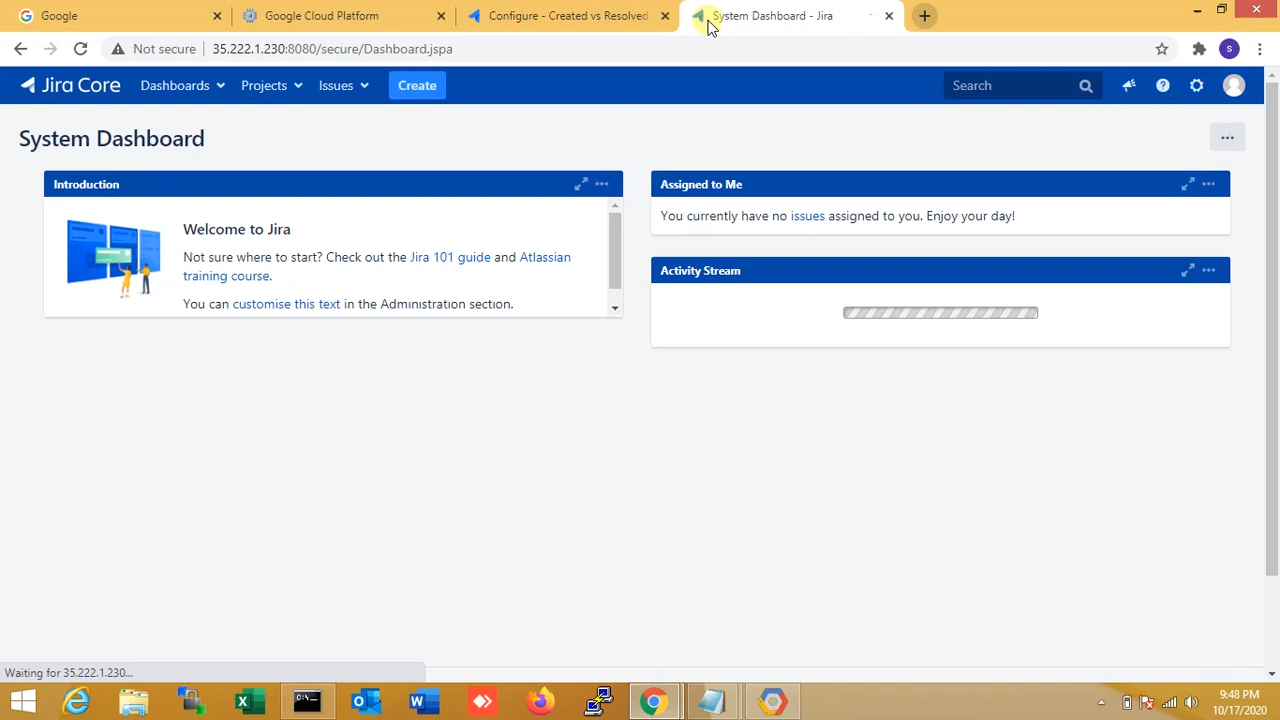 Google
Google Cloud Platform
Configure - Created vs Resolved
System Dashboard - Jira
Not secure
35.222.1.230:8080/secure/Dashboard.jspa
S
Jira Core
Dashboards
Projects
Issues
Create
Search
System Dashboard
Introduction
Welcome to Jira
Not sure where to start? Check out the Jira 101 guide and Atlassian
training course.
You can customise this text in the Administration section.
Assigned to Me
You currently have no issues assigned to you. Enjoy your day!
Activity Stream
Waiting for 35.222.1.230...
9:48 PM
10/17/2020